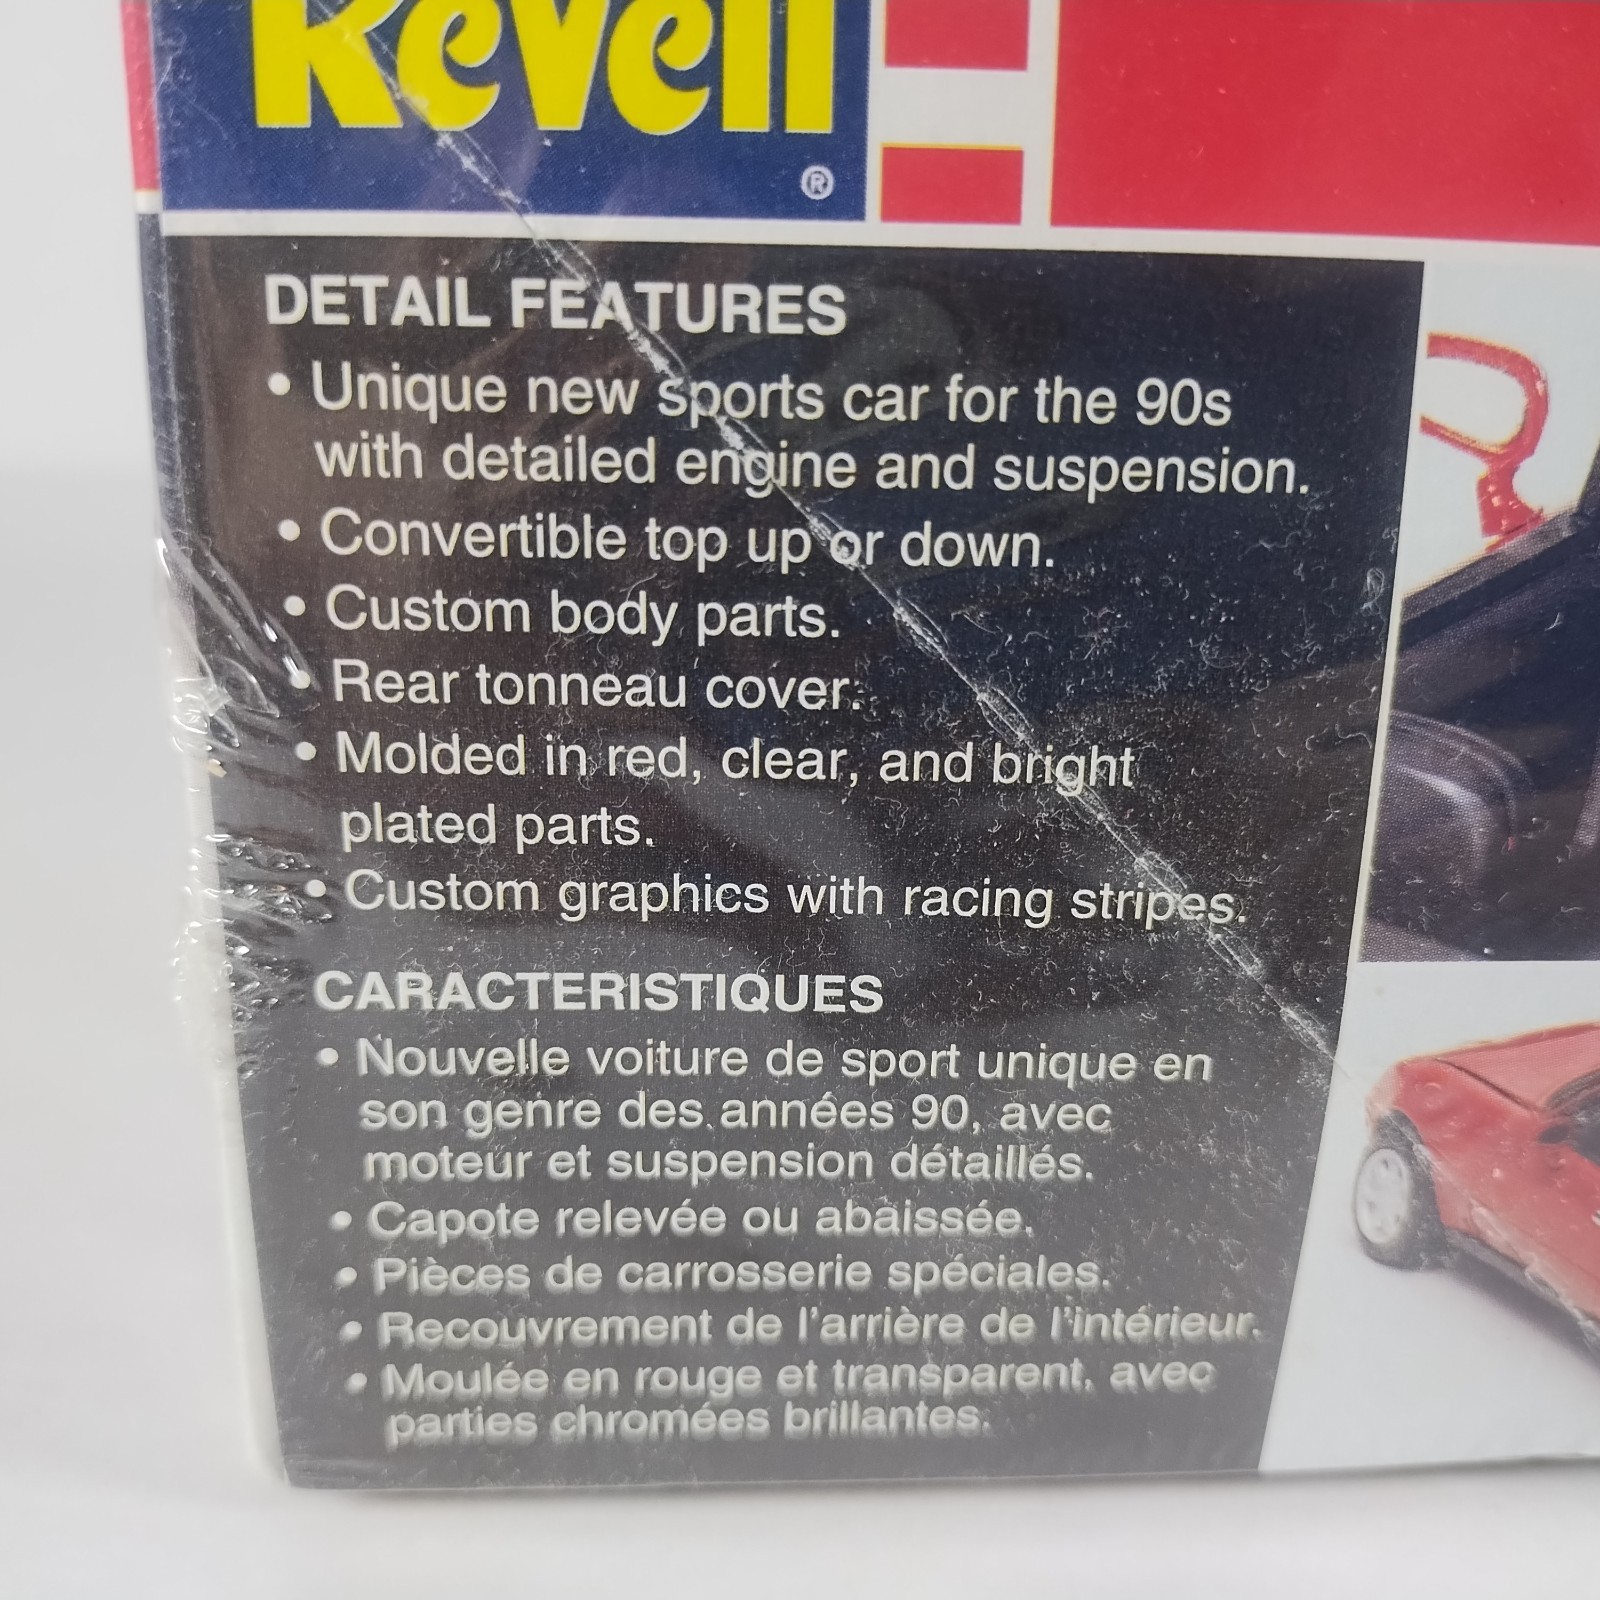 Revell
®
DETAIL FEATURES
• Unique new sports car for the 90s
with detailed engine and suspension.
• Convertible top up or down.
• Custom body parts.
• Rear tonneau cover.
• Molded in red, clear, and bright
plated parts.
• Custom graphics with racing stripes.
CARACTERISTIQUES
• Nouvelle voiture de sport unique en
son genre des années 90, avec
moteur et suspension détaillés.
• Capote relevée ou abaissée.
• Pièces de carrosserie spéciales.
• Recouvrement de l'arrière de l'intérieur.
• Moulée en rouge et transparent, avec
parties chromées brillantes.